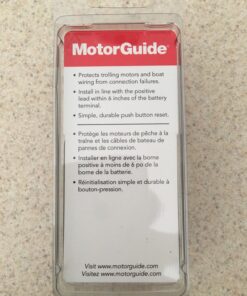 MotorGuide®
• Protects trolling motors and boat
wiring from connection failures.
• Install in line with the positive
lead within 6 inches of the battery
terminal.
• Simple, durable push button reset.
• Protège les moteurs de pêche à la
traîne et les câbles de bateau de
pannes de connexion.
• Installer en ligne avec la borne
positive à moins de 6 po de la
borne de la batterie.
• Réinitialisation simple et durable à
bouton-pression.
Visit www.motorguide.com
Visitez www.motorguide.com